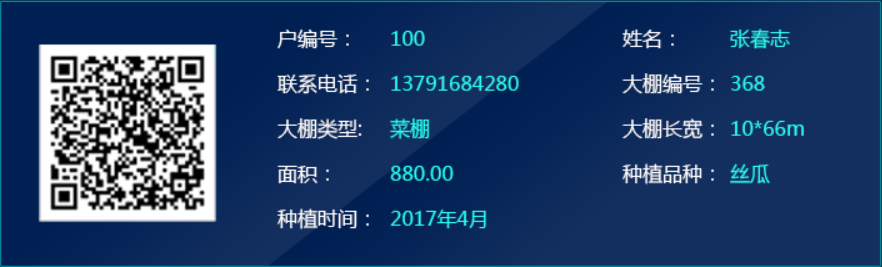 户编号： 100 姓名： 张春志
联系电话： 13791684280 大棚编号： 368
大棚类型: 菜棚 大棚长宽： 10*66m
面积： 880.00 种植品种： 丝瓜
种植时间： 2017年4月